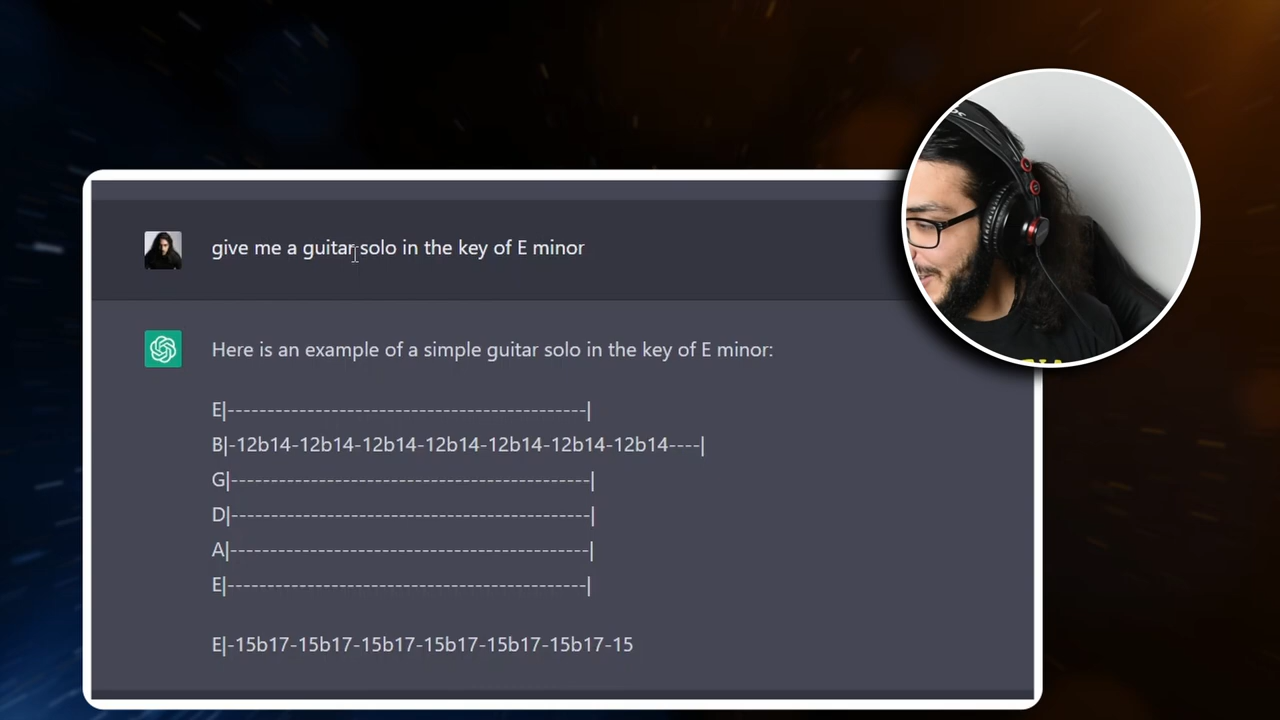 give me a guitar solo in the key of E minor
Here is an example of a simple guitar solo in the key of E minor:
E|---------------------------------------------|
B|-12b14-12b14-12b14-12b14-12b14-12b14-12b14----|
G|---------------------------------------------|
D|---------------------------------------------|
A|---------------------------------------------|
E|---------------------------------------------|
E|-15b17-15b17-15b17-15b17-15b17-15b17-15